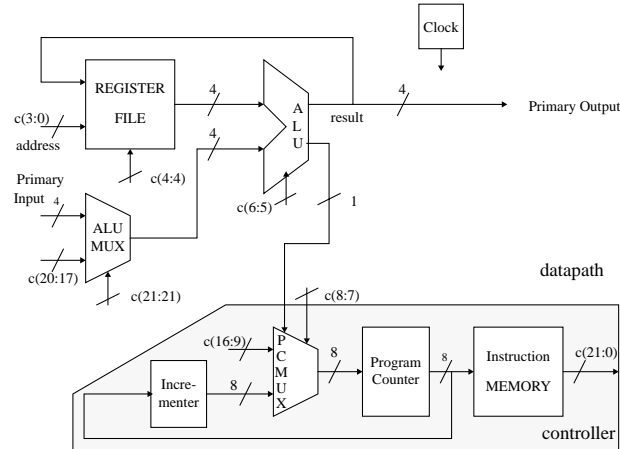 Clock
REGISTER
FILE
4
4
A
L
U
result
4
Primary Output
c(3:0)
address
4
c(4:4)
c(6:5)
1
Primary
Input
4
ALU
MUX
c(20:17)
c(21:21)
datapath
c(8:7)
c(16:9)
P
C
M
U
X
8
Program
Counter
8
Instruction
MEMORY
c(21:0)
Incre-
menter
8
controller